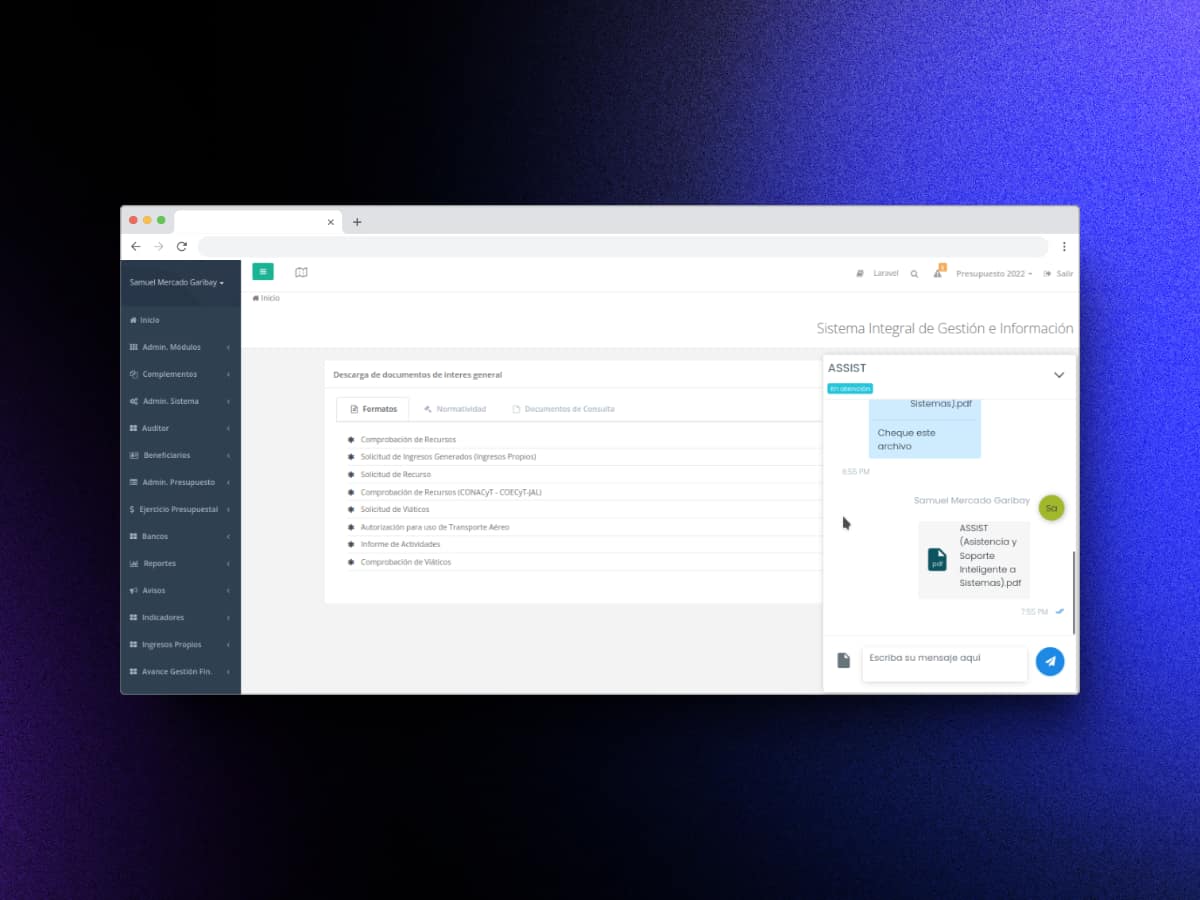 Samuel Mercado Garibay
Inicio
Admin. Módulos
Complementos
Admin. Sistema
Auditor
Beneficiarios
Admin. Presupuesto
Ejercicio Presupuestal
Bancos
Reportes
Avisos
Indicadores
Ingresos Propios
Avance Gestión Fin.
Laravel
Presupuesto 2022
Salir
Inicio
Sistema Integral de Gestión e Información
Descarga de documentos de interes general
Formatos
Normatividad
Documentos de Consulta
Comprobación de Recursos
Solicitud de Ingresos Generados (Ingresos Propios)
Solicitud de Recurso
Comprobación de Recursos (CONACyT - COECyT-JAL)
Solicitud de Viáticos
Autorización para uso de Transporte Aéreo
Informe de Actividades
Comprobación de Viáticos
ASSIST
En atención
Sistemas).pdf
Cheque este
archivo
Samuel Mercado Garibay
Sa
ASSIST
(Asistencia y
Soporte
Inteligente a
Sistemas).pdf
pdf
7:55 PM
Escriba su mensaje aquí